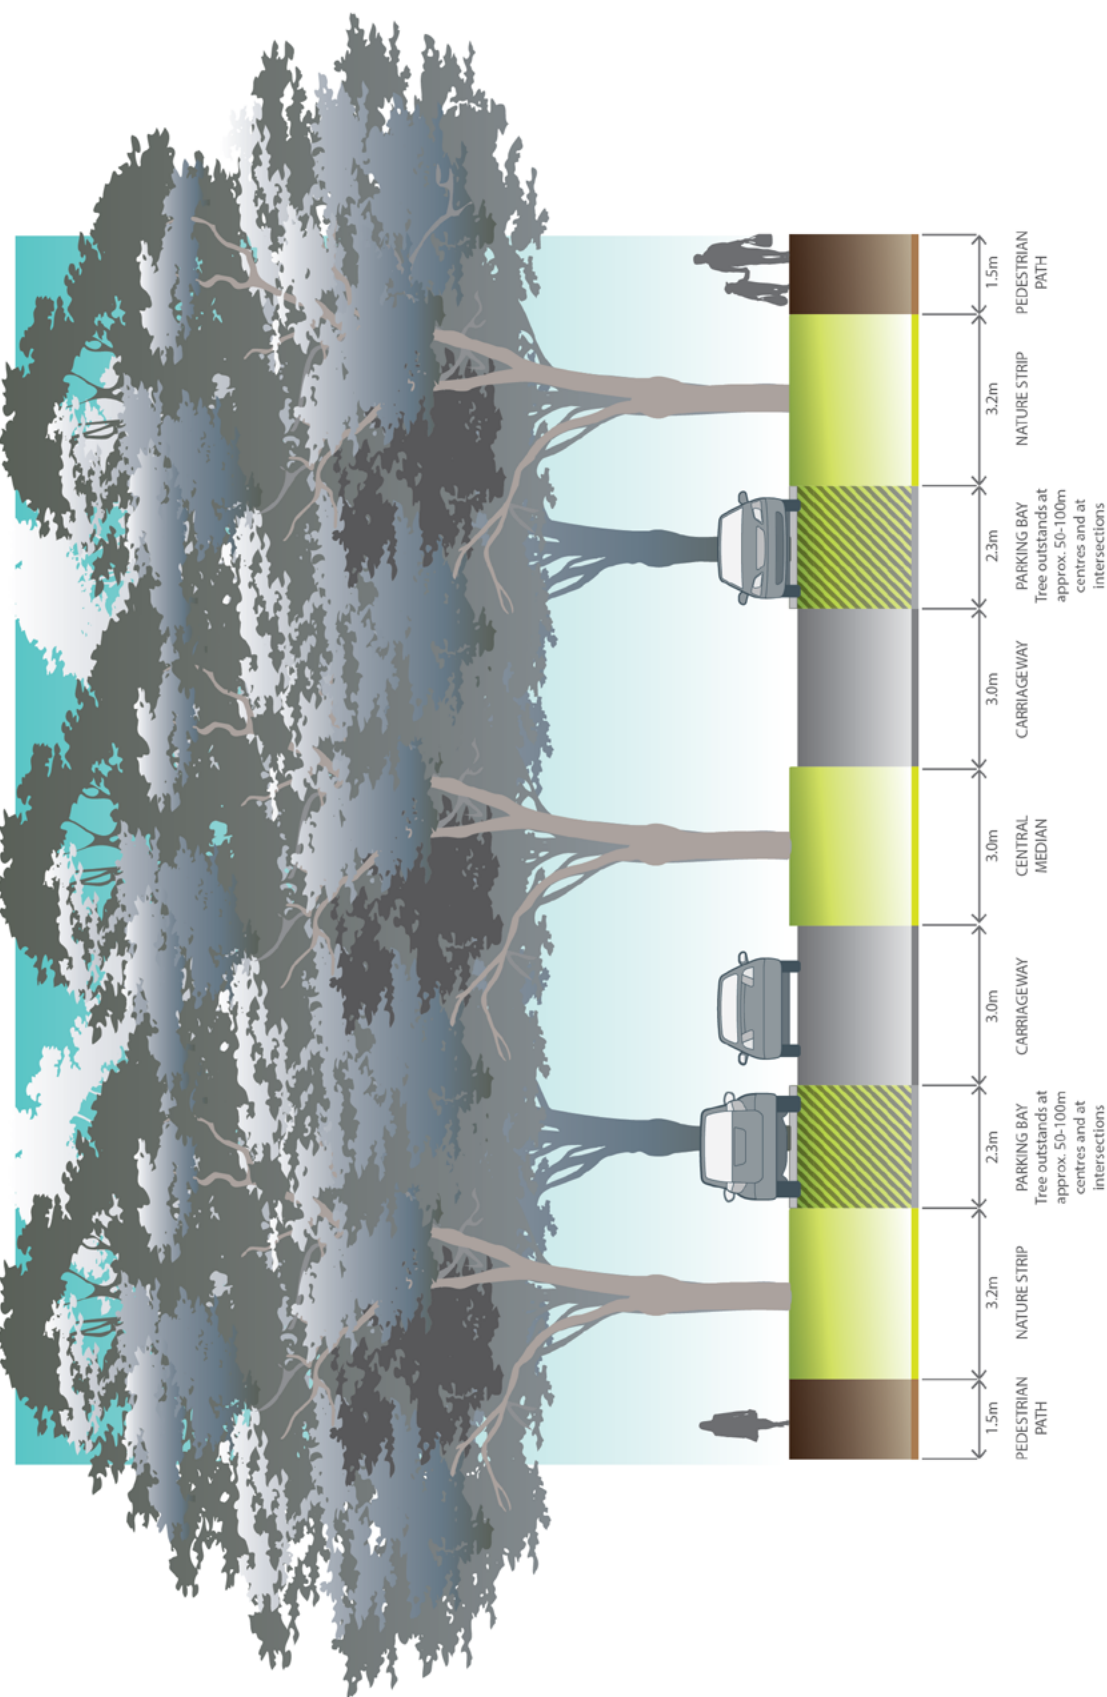 1.5m
PEDESTRIAN
PATH
3.2m
NATURE STRIP
2.3m
PARKING BAY
Tree outstands at
approx. 50-100m
centres and at
intersections
3.0m
CARRIAGEWAY
3.0m
CENTRAL
MEDIAN
3.0m
CARRIAGEWAY
2.3m
PARKING BAY
Tree outstands at
approx. 50-100m
centres and at
intersections
3.2m
NATURE STRIP
1.5m
PEDESTRIAN
PATH